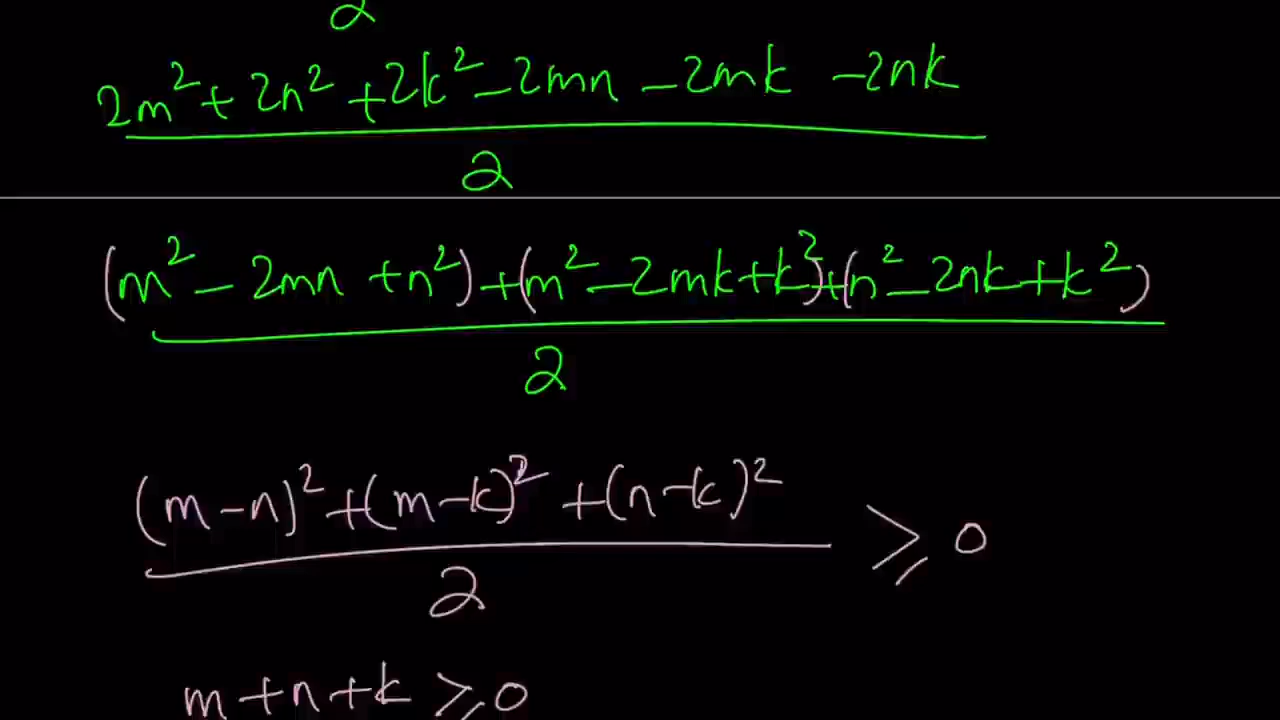 2
2m² + 2n² + 2k² - 2mn - 2mk - 2nk
2
(m² - 2mn + n²) + (m² - 2mk + k²) + (n² - 2nk + k²)
2
(m - n)² + (m - k)² + (n - k)² ⩾ 0
2
m + n + k ⩾ 0